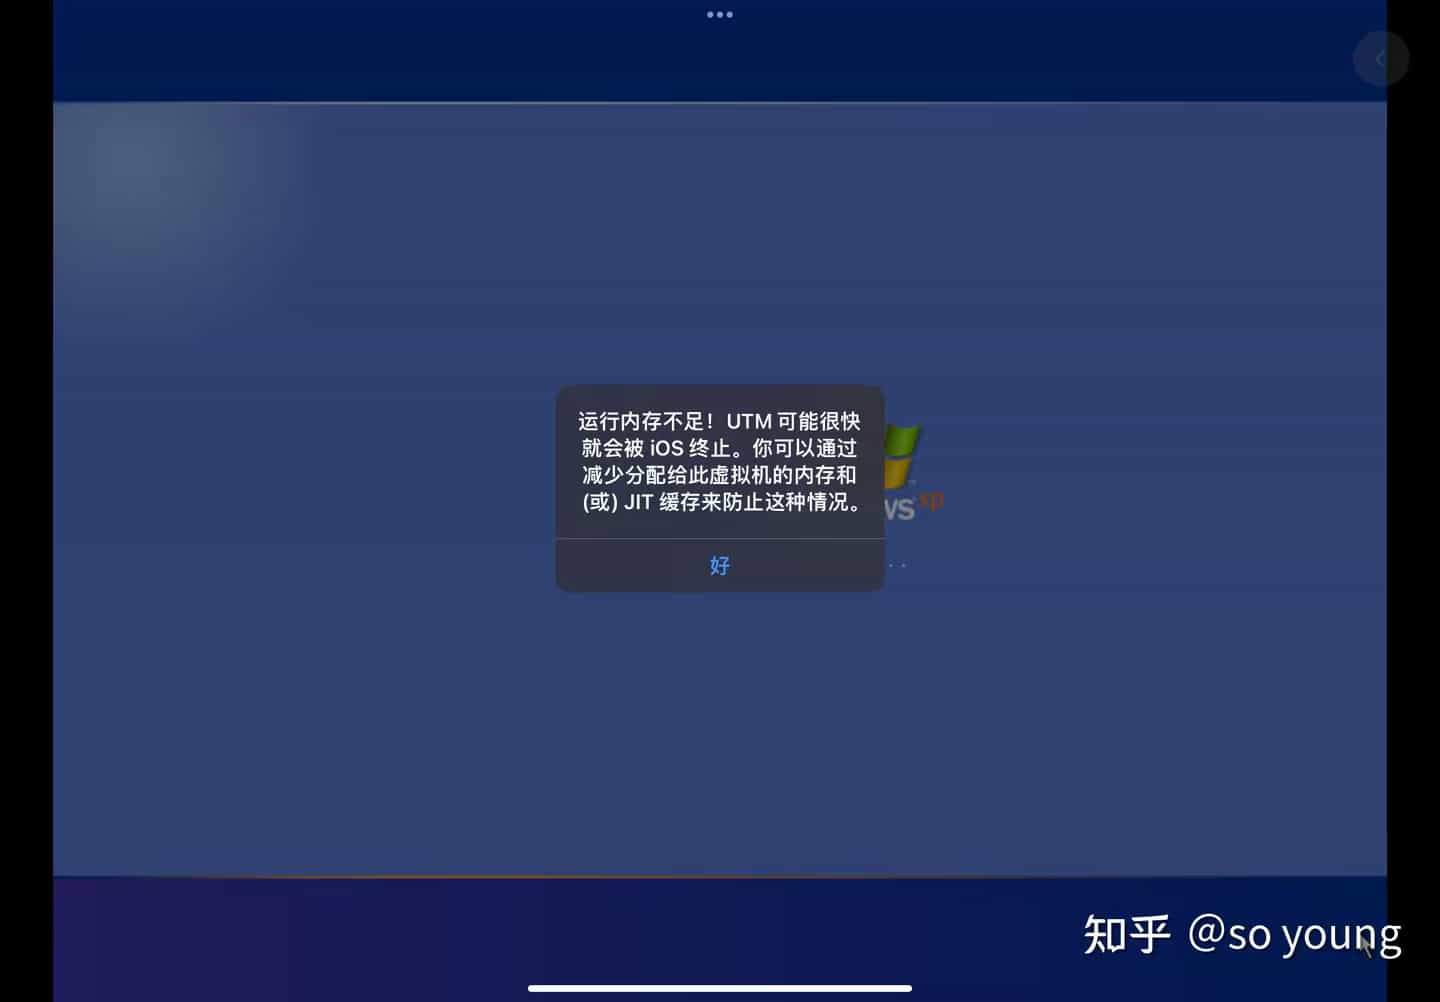 运行内存不足！UTM 可能很快
就会被 iOS 终止。你可以通过
减少分配给此虚拟机的内存和
(或) JIT 缓存来防止这种情况。
ws xp
好
知乎 @so young